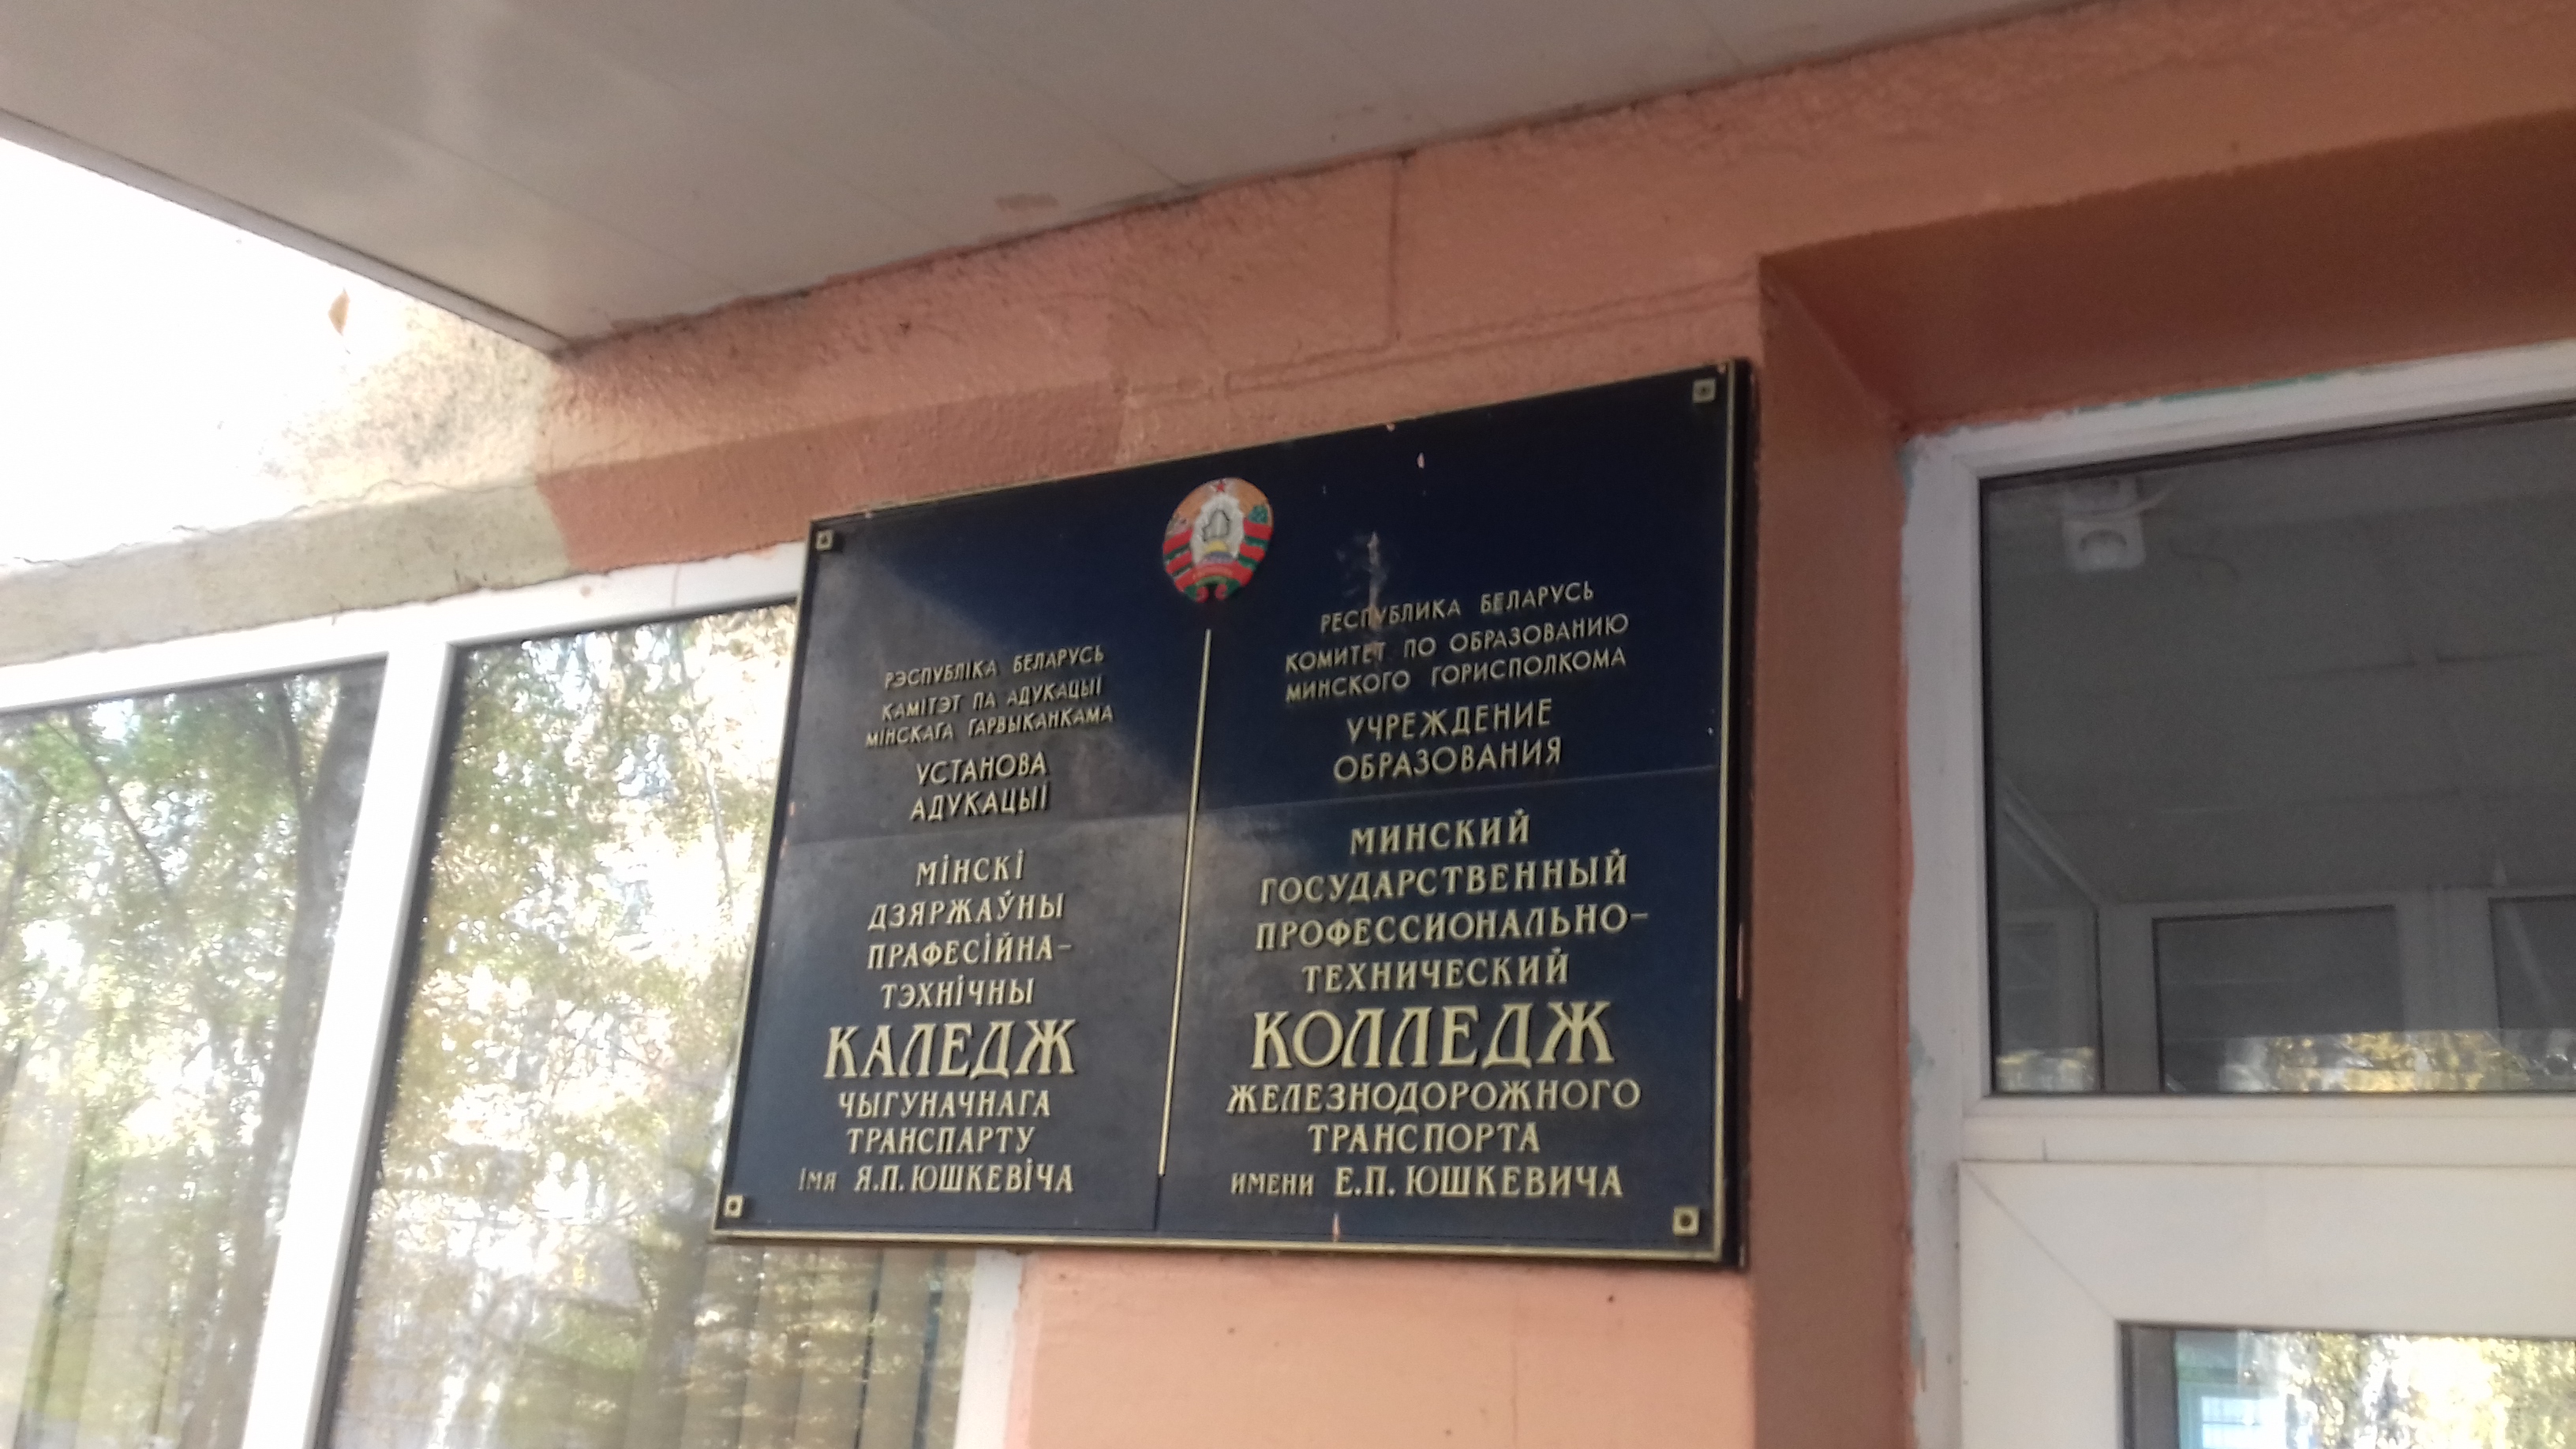 РЭСПУБЛІКА БЕЛАРУСЬ
КАМІТЭТ ПА АДУКАЦЫІ
МІНСКАГА ГАРВЫКАНКАМА
УСТАНОВА
АДУКАЦЫІ
МІНСКІ
ДЗЯРЖАЎНЫ
ПРАФЕСІЙНА-
ТЭХНІЧНЫ
КАЛЕДЖ
ЧЫГУНАЧНАГА
ТРАНСПАРТУ
ІМЯ Я.П. ЮШКЕВІЧА
РЕСПУБЛИКА БЕЛАРУСЬ
КОМИТЕТ ПО ОБРАЗОВАНИЮ
МИНСКОГО ГОРИСПОЛКОМА
УЧРЕЖДЕНИЕ
ОБРАЗОВАНИЯ
МИНСКИЙ
ГОСУДАРСТВЕННЫЙ
ПРОФЕССИОНАЛЬНО-
ТЕХНИЧЕСКИЙ
КОЛЛЕДЖ
ЖЕЛЕЗНОДОРОЖНОГО
ТРАНСПОРТА
ИМЕНИ Е.П. ЮШКЕВИЧА